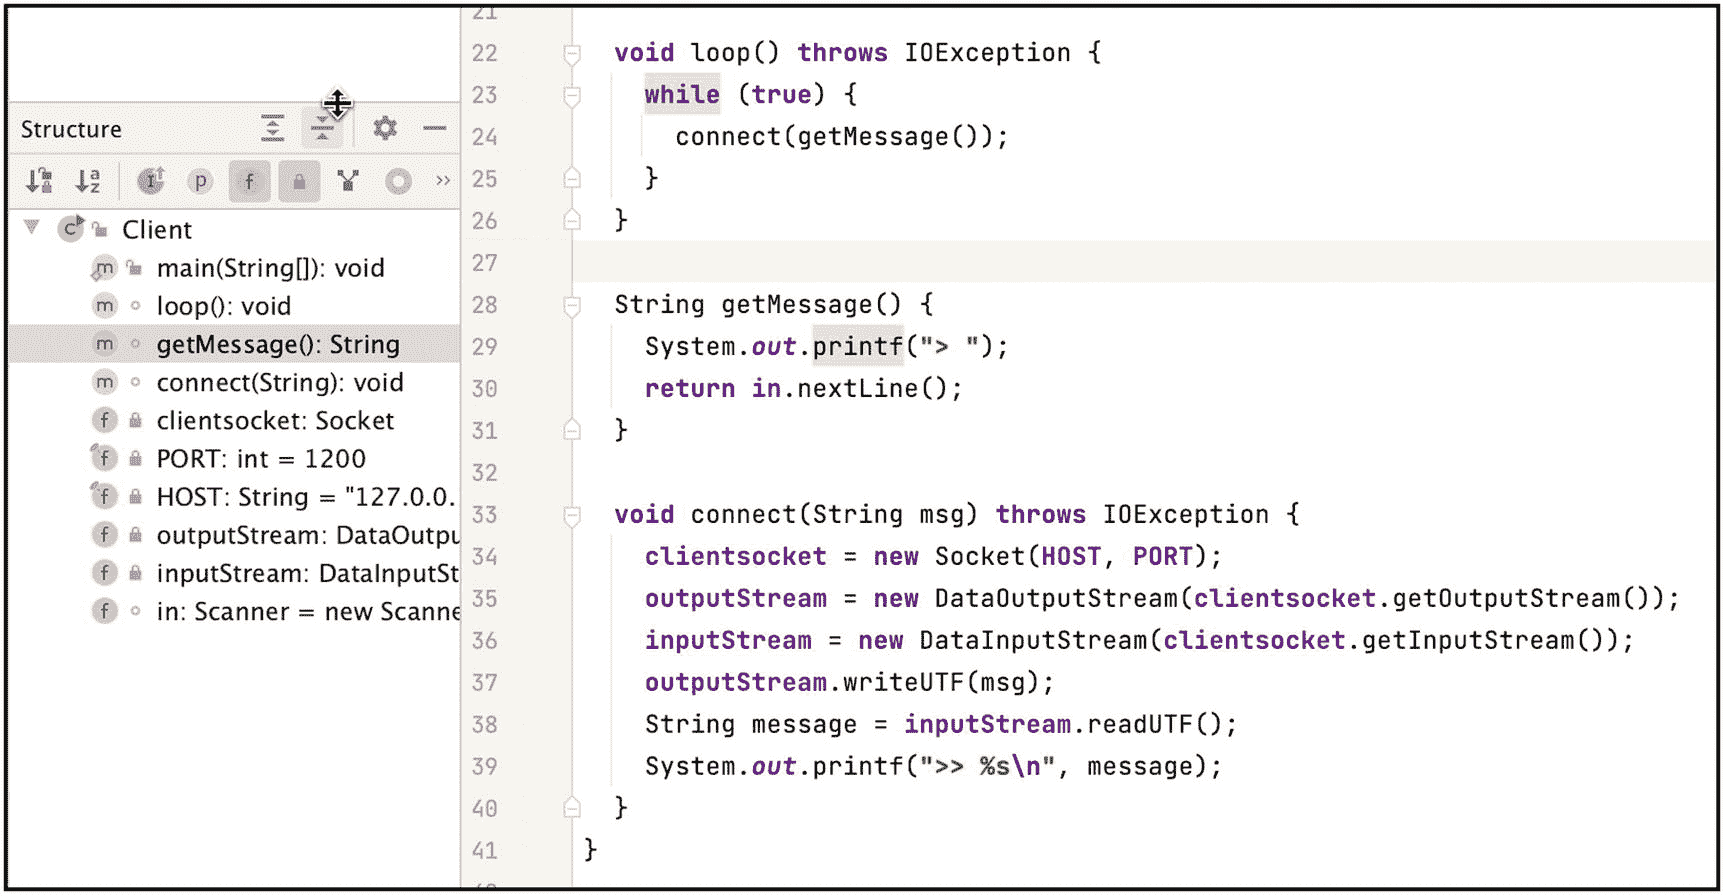 Structure
Client
main(String[]): void
loop(): void
getMessage(): String
connect(String): void
clientsocket: Socket
PORT: int = 1200
HOST: String = "127.0.0.
outputStream: DataOutpu
inputStream: DataInputSt
in: Scanner = new Scanne
21
22 void loop() throws IOException {
23 while (true) {
24 connect(getMessage());
25 }
26 }
27
28 String getMessage() {
29 System.out.printf("> ");
30 return in.nextLine();
31 }
32
33 void connect(String msg) throws IOException {
34 clientsocket = new Socket(HOST, PORT);
35 outputStream = new DataOutputStream(clientsocket.getOutputStream());
36 inputStream = new DataInputStream(clientsocket.getInputStream());
37 outputStream.writeUTF(msg);
38 String message = inputStream.readUTF();
39 System.out.printf(">> %s\n", message);
40 }
41 }